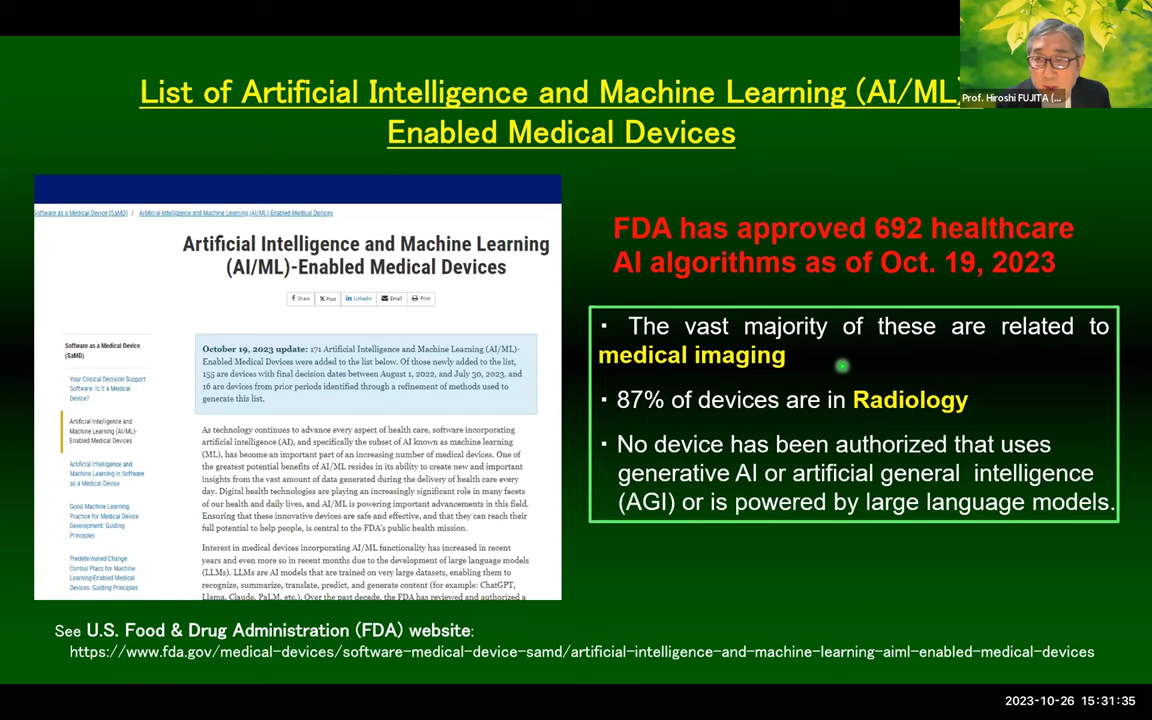 List of Artificial Intelligence and Machine Learning (AI/ML)
Enabled Medical Devices
Prof. Hiroshi FUJITA (...
Software as a Medical Device (SaMD) / Artificial Intelligence and Machine Learning (AI/ML)-Enabled Medical Devices
Artificial Intelligence and Machine Learning
(AI/ML)-Enabled Medical Devices
Share Post Linkedin Email Print
Software as a Medical Device
(SaMD)
Your Clinical Decision Support
Software: Is it a Medical
Device?
Artificial Intelligence and
Machine Learning (AI/ML)-
Enabled Medical Devices
Artificial Intelligence and
Machine Learning in Software
as a Medical Device
Good Machine Learning
Practice for Medical Device
Development: Guiding
Principles
Predetermined Change
Control Plans for Machine
Learning-Enabled Medical
Devices: Guiding Principles
October 19, 2023 update: 171 Artificial Intelligence and Machine Learning (AI/ML)-
Enabled Medical Devices were added to the list below. Of those newly added to the list,
155 are devices with final decision dates between August 1, 2022, and July 30, 2023, and
16 are devices from prior periods identified through a refinement of methods used to
generate this list.
As technology continues to advance every aspect of health care, software incorporating
artificial intelligence (AI), and specifically the subset of AI known as machine learning
(ML), has become an important part of an increasing number of medical devices. One of
the greatest potential benefits of AI/ML resides in its ability to create new and important
insights from the vast amount of data generated during the delivery of health care every
day. Digital health technologies are playing an increasingly significant role in many facets
of our health and daily lives, and AI/ML is powering important advancements in this field.
Ensuring that these innovative devices are safe and effective, and that they can reach their
full potential to help people, is central to the FDA's public health mission.
Interest in medical devices incorporating AI/ML functionality has increased in recent
years and even more so in recent months due to the development of large language models
(LLMs). LLMs are AI models that are trained on very large datasets, enabling them to
recognize, summarize, translate, predict, and generate content (for example: ChatGPT,
Llama, Claude, PaLM, etc.). Over the past decade, the FDA has reviewed and authorized a
FDA has approved 692 healthcare
AI algorithms as of Oct. 19, 2023
・ The vast majority of these are related to
medical imaging
・87% of devices are in Radiology
・No device has been authorized that uses
generative AI or artificial general intelligence
(AGI) or is powered by large language models.
See U.S. Food & Drug Administration (FDA) website:
https://www.fda.gov/medical-devices/software-medical-device-samd/artificial-intelligence-and-machine-learning-aiml-enabled-medical-devices
2023-10-26 15:31:35